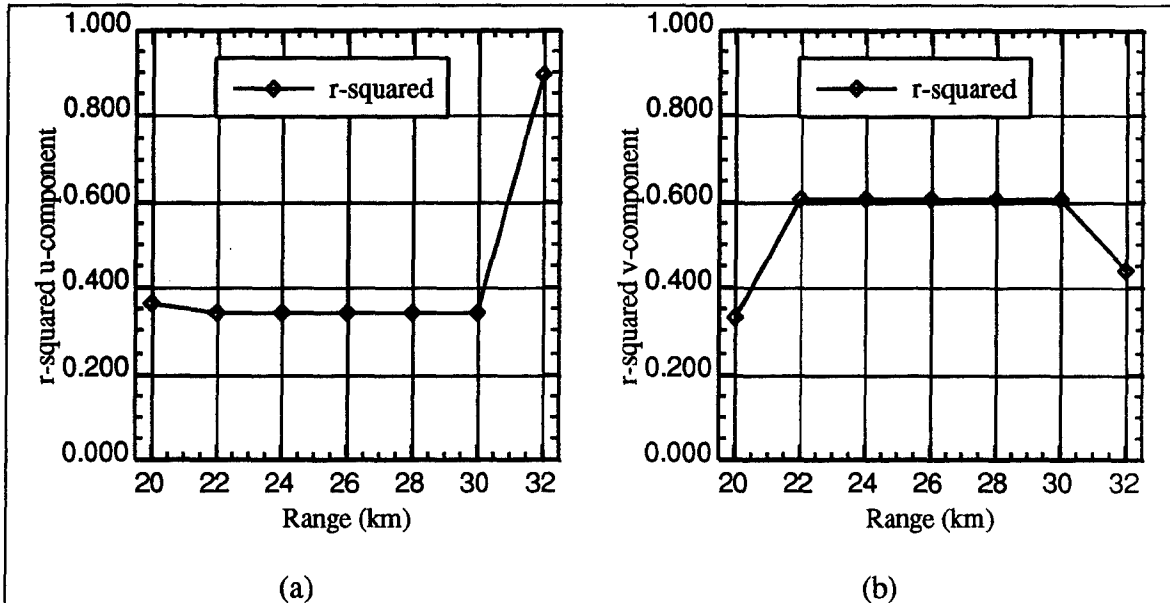 1.000
0.800
0.600
0.400
0.200
0.000
r-squared u-component
r-squared
20 22 24 26 28 30 32
Range (km)
(a)
1.000
0.800
0.600
0.400
0.200
0.000
r-squared v-component
r-squared
20 22 24 26 28 30 32
Range (km)
(b)